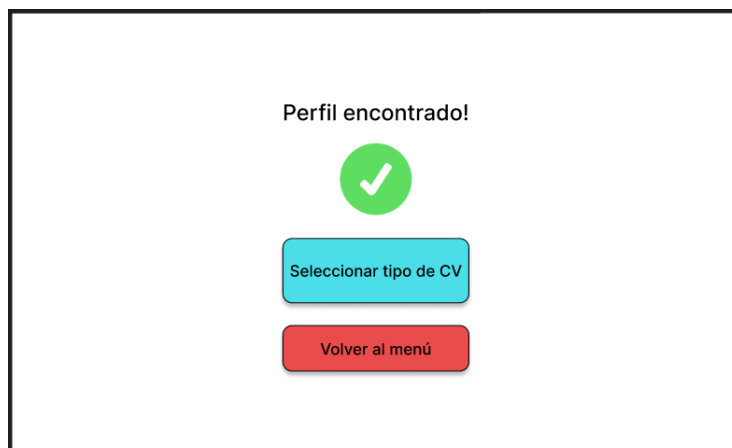 Perfil encontrado!
Seleccionar tipo de CV
Volver al menú